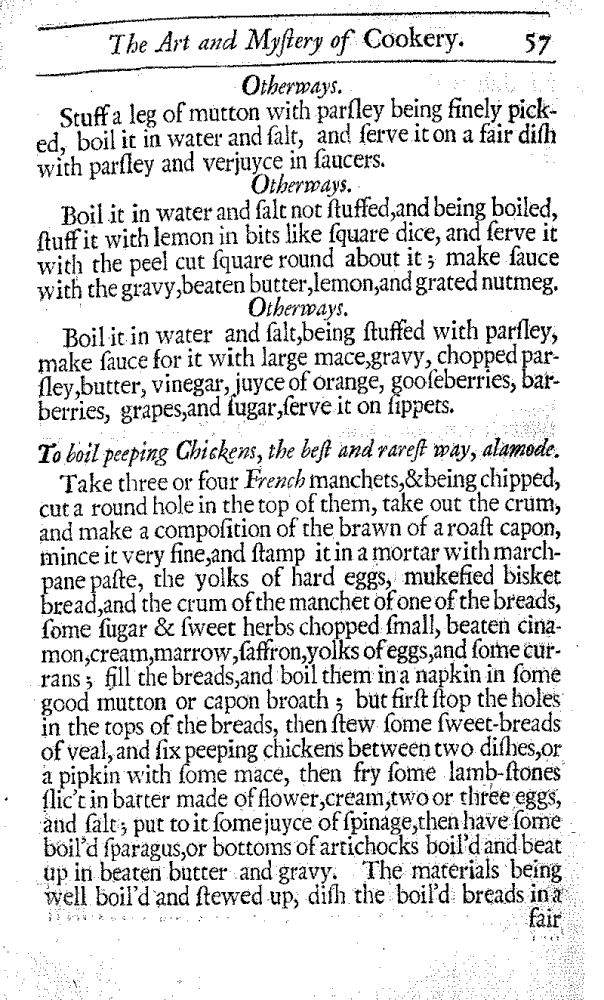 The Art and Myſtery of Cookery. 57
Otherways.
Stuff a leg of mutton with parſley being finely pick-
ed, boil it in water and ſalt, and ſerve it on a fair diſh
with parſley and verjuyce in ſaucers.
Otherways.
Boil it in water and ſalt not ſtuffed,and being boiled,
ſtuff it with lemon in bits like ſquare dice, and ſerve it
with the peel cut ſquare round about it ; make ſauce
with the gravy,beaten butter,lemon,and grated nutmeg.
Otherways.
Boil it in water and ſalt,being ſtuffed with parſley,
make ſauce for it with large mace,gravy, chopped par-
ſley,butter, vinegar, juyce of orange, gooſeberries, bar-
berries, grapes,and ſugar,ſerve it on ſippets.
To boil peeping Chickens, the beſt and rareſt way, alamode.
Take three or four French manchets,&being chipped,
cut a round hole in the top of them, take out the crum,
and make a compoſition of the brawn of a roaſt capon,
mince it very fine,and ſtamp it in a mortar with march-
pane paſte, the yolks of hard eggs, mukefied bisket
bread,and the crum of the manchet of one of the breads,
ſome ſugar & ſweet herbs chopped ſmall, beaten cina-
mon,cream,marrow,ſaffron,yolks of eggs,and ſome cur-
rans ; fill the breads,and boil them in a napkin in ſome
good mutton or capon broath ; but firſt ſtop the holes
in the tops of the breads, then ſtew ſome ſweet-breads
of veal,and ſix peeping chickens between two diſhes,or
a pipkin with ſome mace, then fry ſome lamb-ſtones
ſlic't in batter made of flower,cream,two or three eggs,
and ſalt ; put to it ſome juyce of ſpinage,then have ſome
boil'd ſparagus,or bottoms of artichocks boil'd and beat
up in beaten butter and gravy. The materials being
well boil'd and ſtewed up, diſh the boil'd breads in a
fair